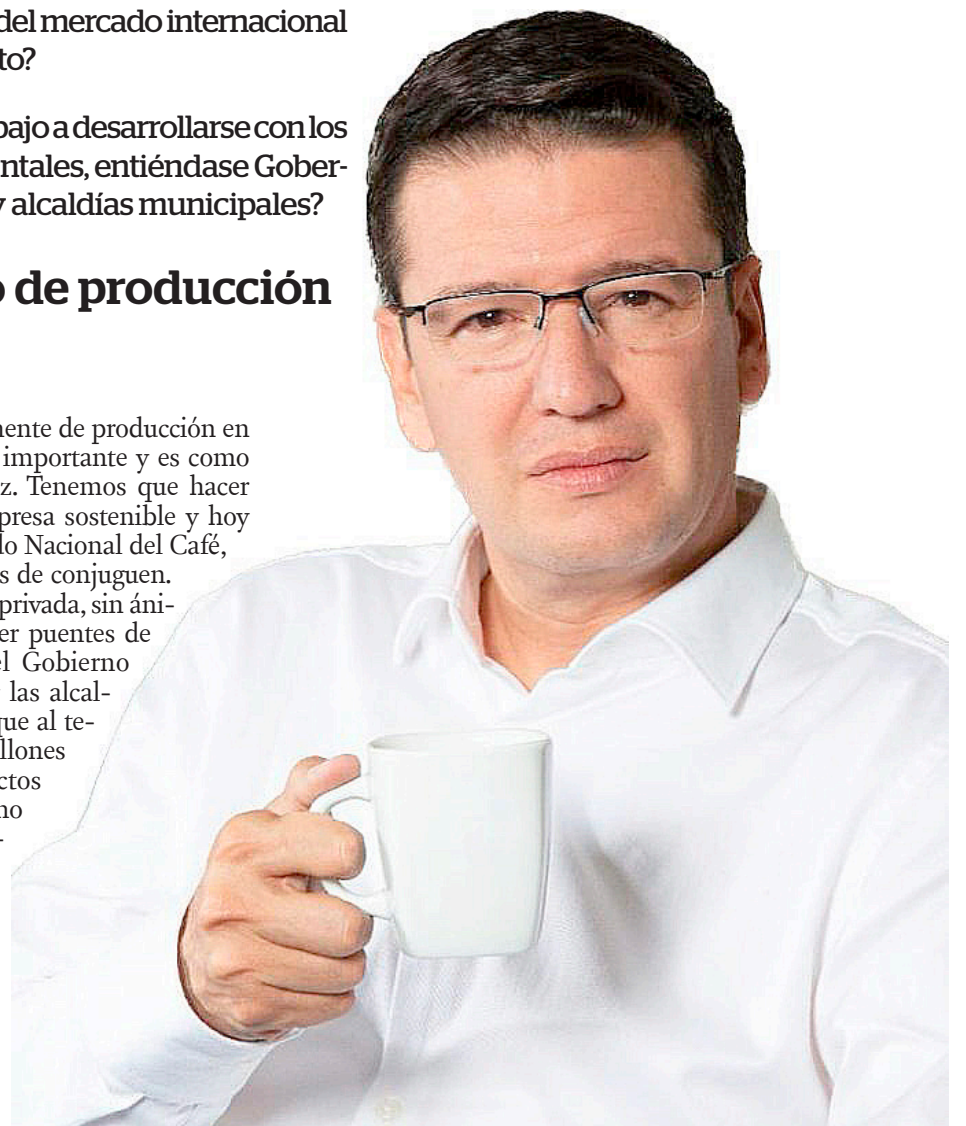 del mercado internacional
to?
bajo a desarrollarse con los
ntales, entiéndase Gober-
y alcaldías municipales?
o de producción
nente de producción en
importante y es como
z. Tenemos que hacer
presa sostenible y hoy
do Nacional del Café,
s de conjuguen.
privada, sin áni-
er puentes de
el Gobierno
las alcal-
que al te-
llones
ctos
no
-